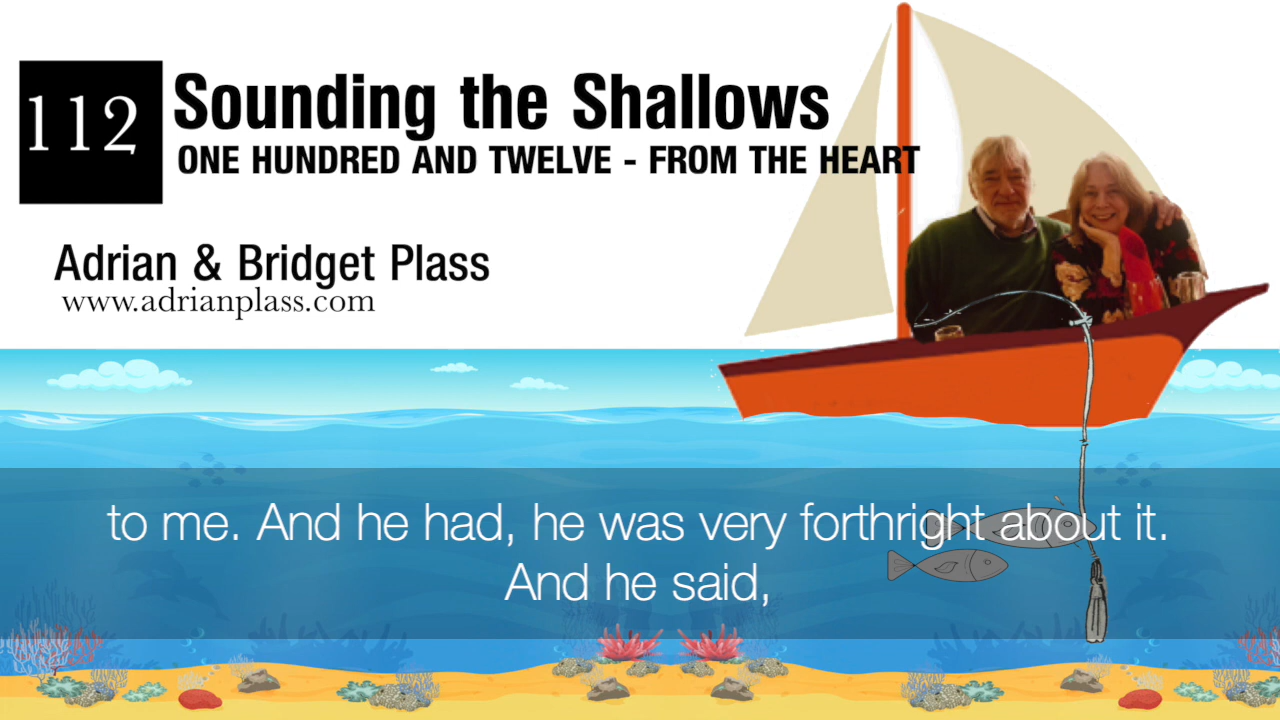 112
Sounding the Shallows
ONE HUNDRED AND TWELVE - FROM THE HEART
Adrian & Bridget Plass
www.adrianplass.com
to me. And he had, he was very forthright about it.
And he said,